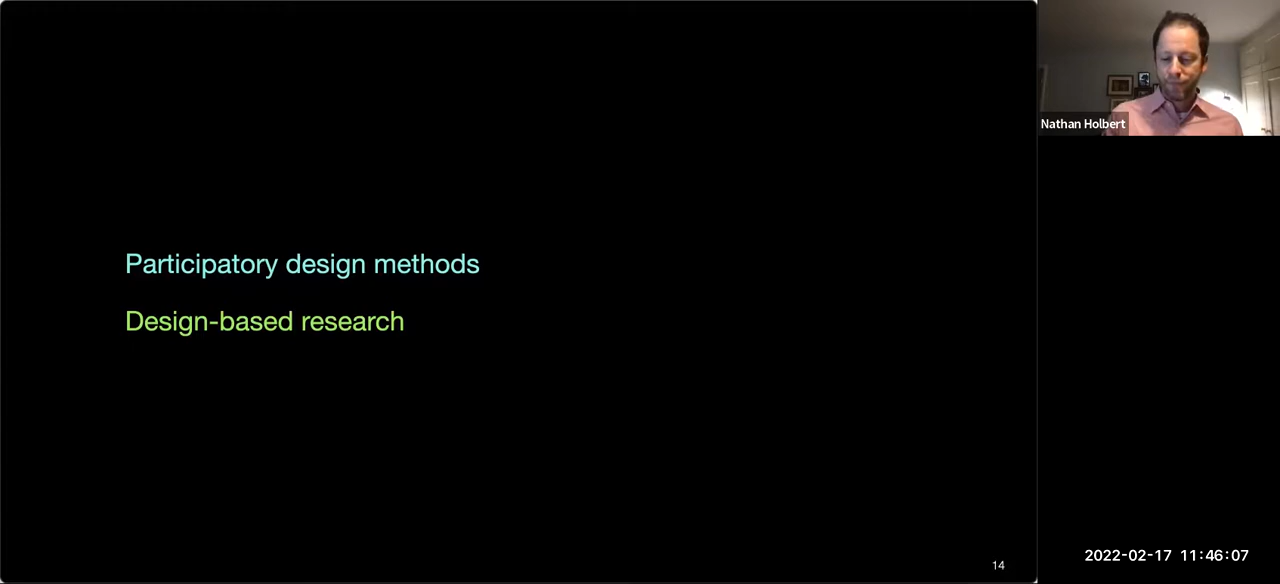 Participatory design methods
Design-based research
14
Nathan Holbert
2022-02-17 11:46:07